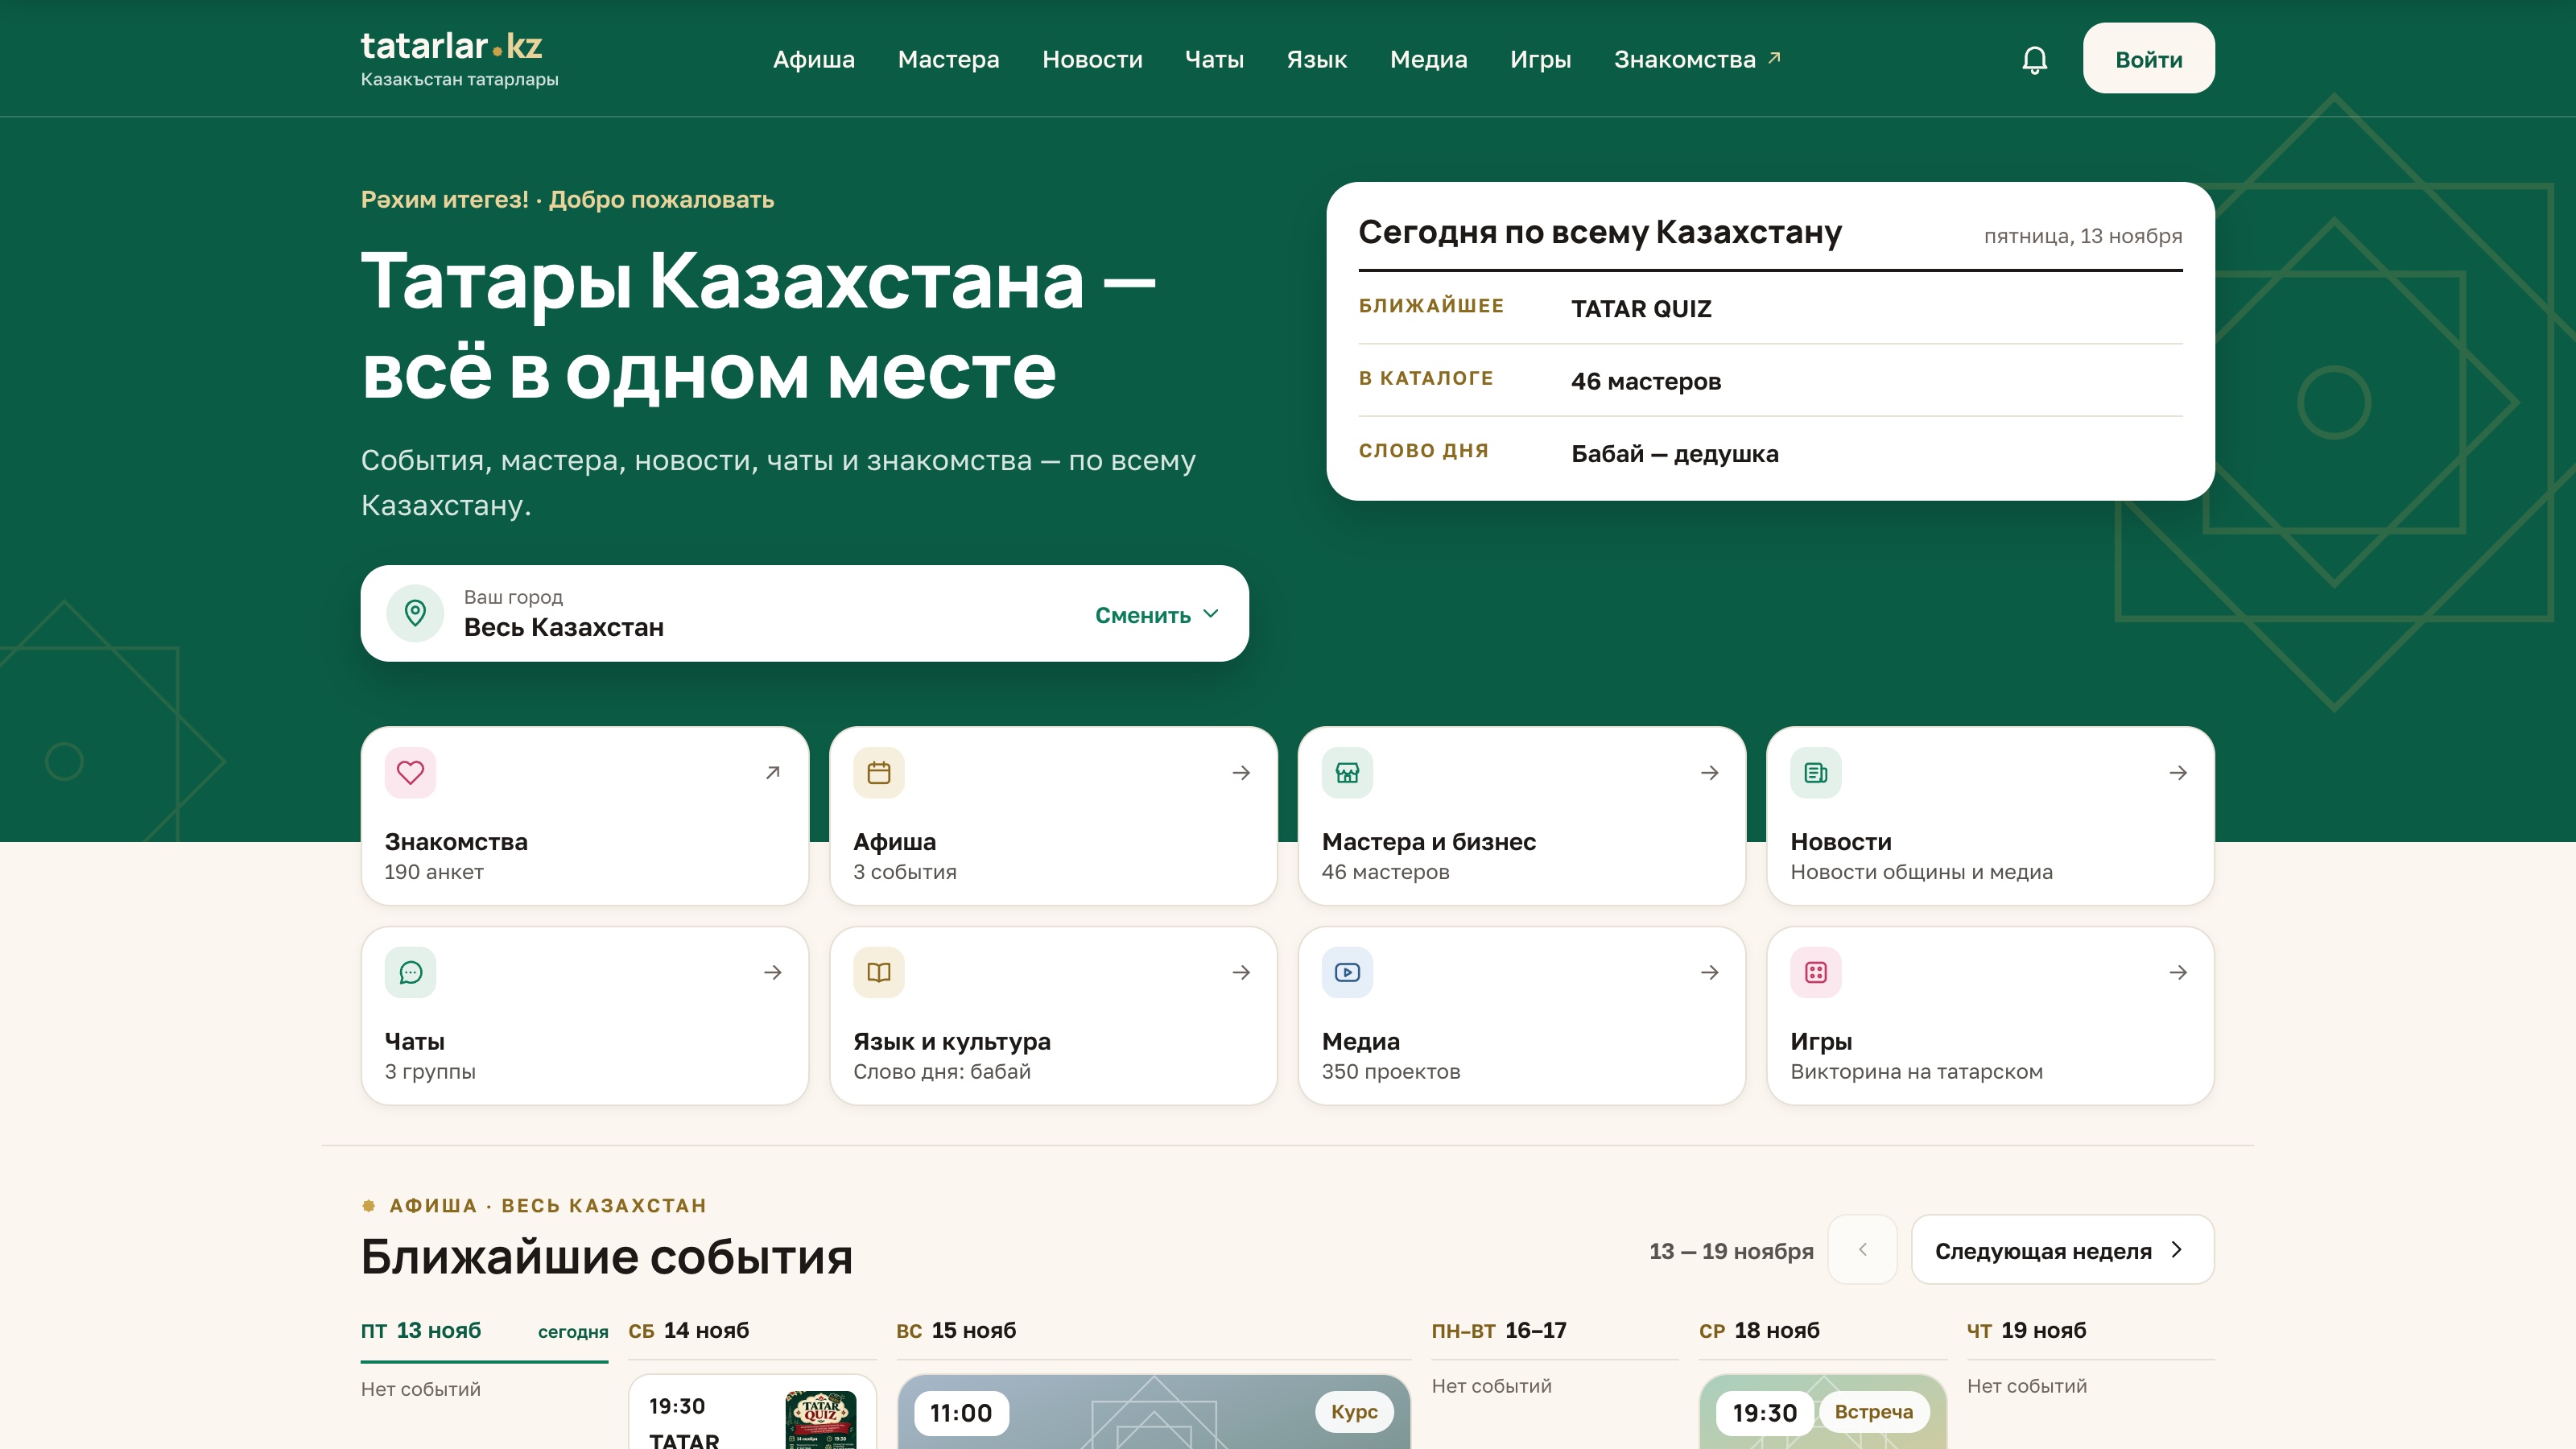 tatarlar.kz
Казакъстан татарлары
Афиша
Мастера
Новости
Чаты
Язык
Медиа
Игры
Знакомства
Войти
Рәхим итегез! · Добро пожаловать
Татары Казахстана —
всё в одном месте
События, мастера, новости, чаты и знакомства — по всему
Казахстану.
Ваш город
Весь Казахстан
Сменить
Сегодня по всему Казахстану
пятница, 13 ноября
БЛИЖАЙШЕЕ
TATAR QUIZ
В КАТАЛОГЕ
46 мастеров
СЛОВО ДНЯ
Бабай — дедушка
Знакомства
190 анкет
Афиша
3 события
Мастера и бизнес
46 мастеров
Новости
Новости общины и медиа
Чаты
3 группы
Язык и культура
Слово дня: бабай
Медиа
350 проектов
Игры
Викторина на татарском
АФИША · ВЕСЬ КАЗАХСТАН
Ближайшие события
13 — 19 ноября
Следующая неделя
ПТ 13 нояб
сегодня
СБ 14 нояб
ВС 15 нояб
ПН–ВТ 16–17
СР 18 нояб
ЧТ 19 нояб
Нет событий
19:30
TATAR
TATAR
QUIZ
11:00
Курс
Нет событий
19:30
Встреча
Нет событий